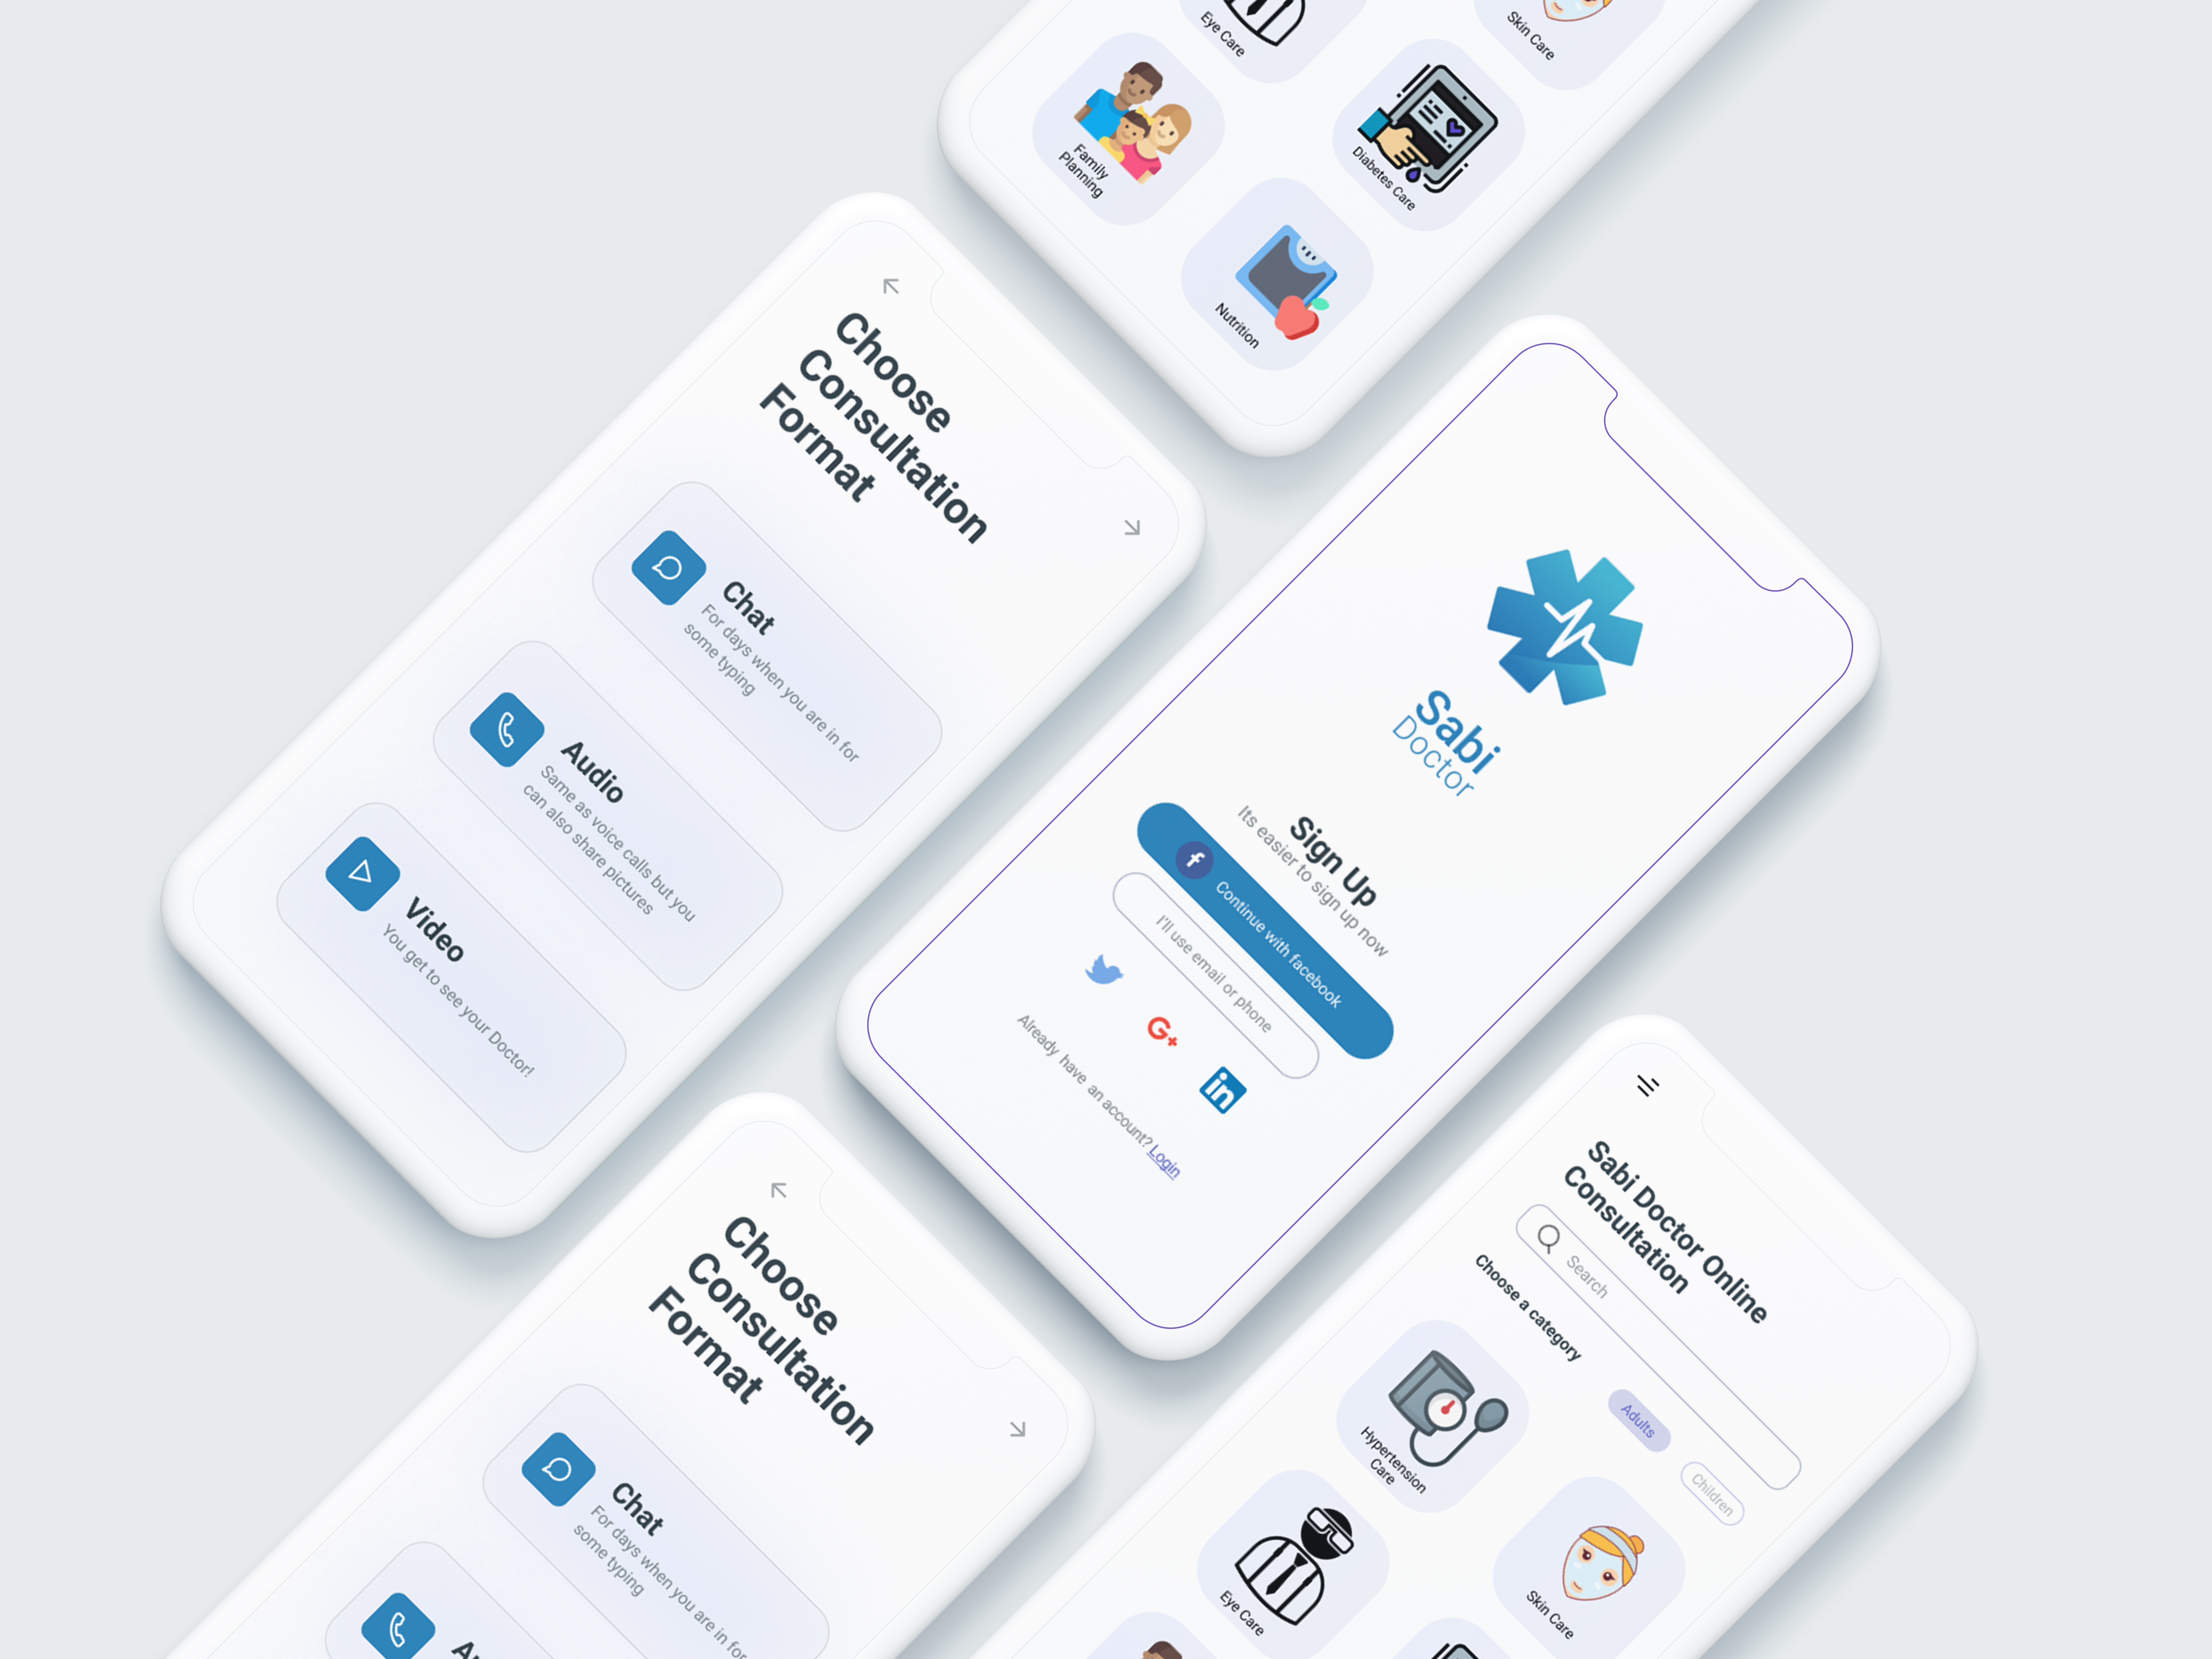 Eye Care
Skin Care
Family
Planning
Diabetes Care
Nutrition
Choose
Consultation
Format
Chat
For days when you are in for
some typing
Audio
Same as voice calls but you
can also share pictures
Video
You get to see your Doctor!
Sabi
Doctor
Sign Up
Its easier to sign up now
f
Continue with facebook
I'll use email or phone
G+
in
Already have an account? Login
Choose
Consultation
Format
Chat
For days when you are in for
some typing
Sabi Doctor Online
Consultation
Search
Choose a category
Adults
Children
Hypertension
Care
Eye Care
Skin Care